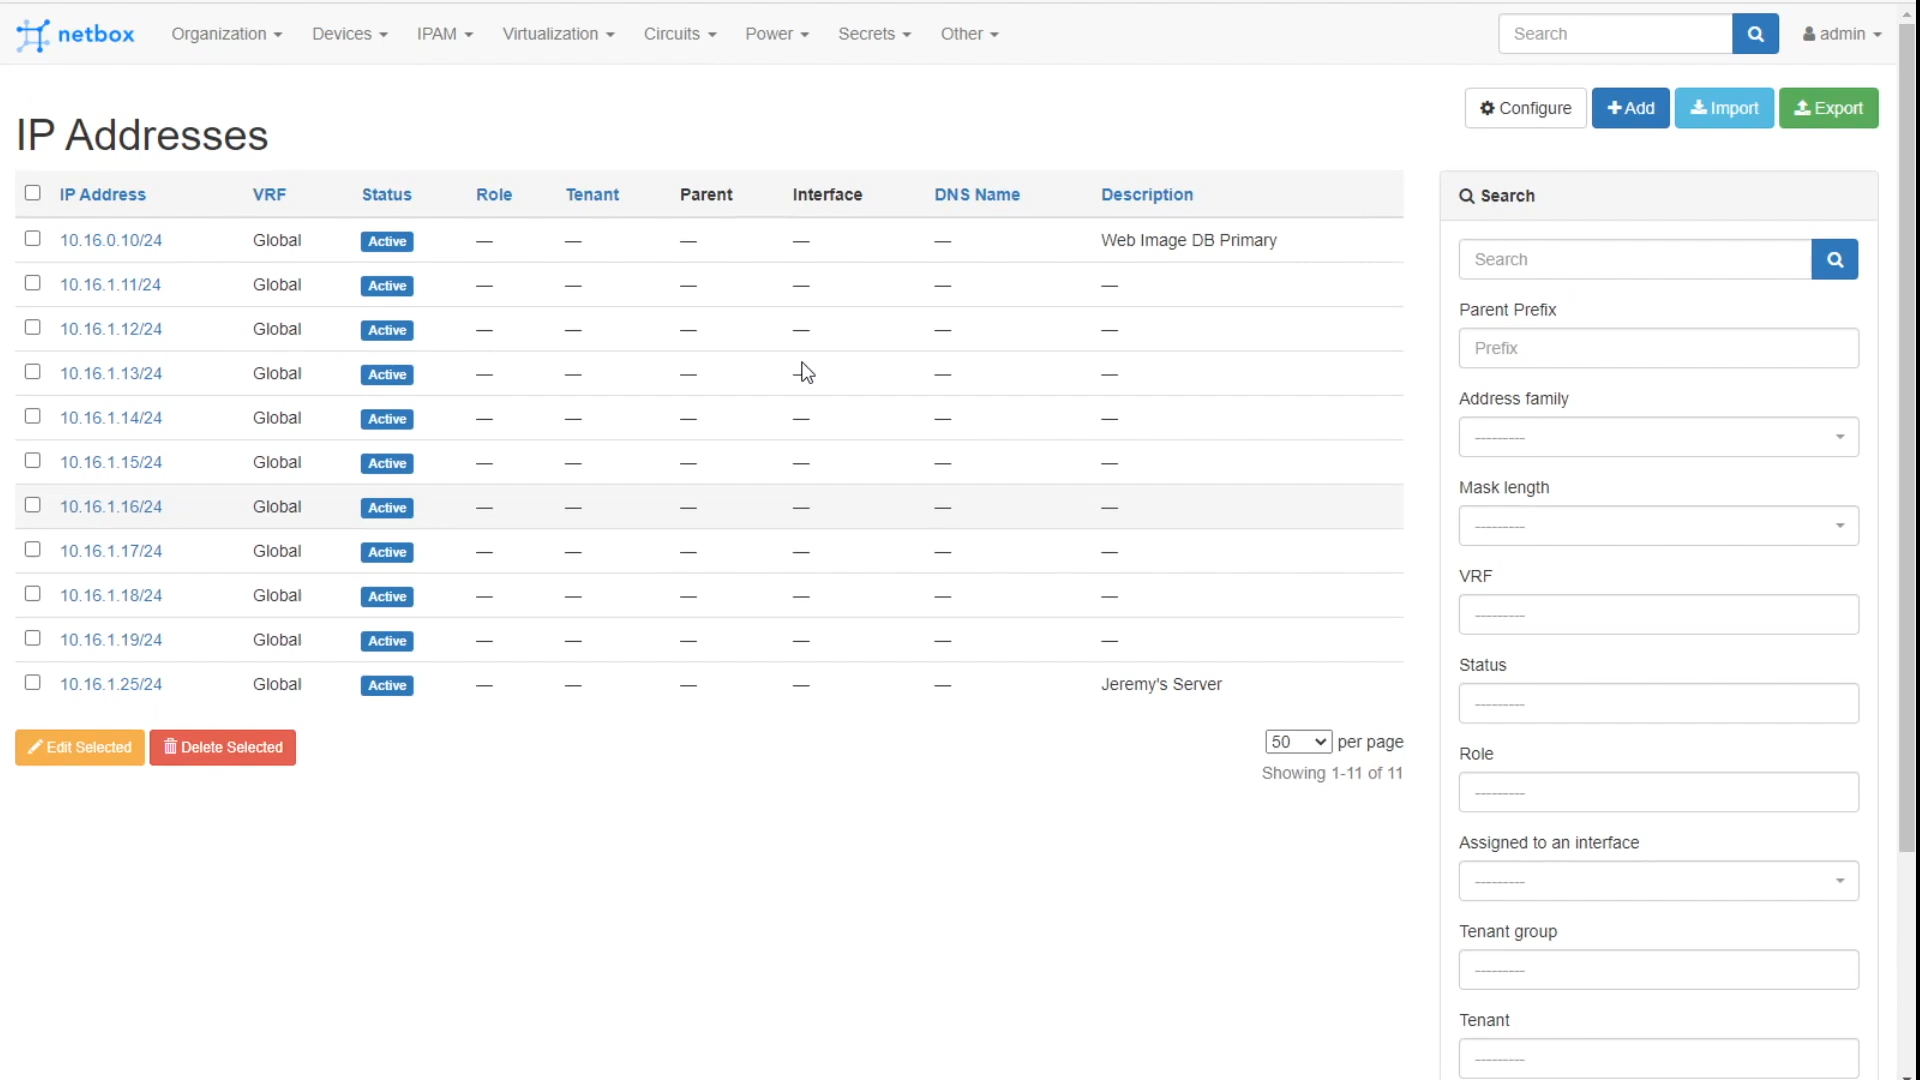 netbox Organization Devices IPAM Virtualization Circuits Power Secrets Other Search admin
Configure Add Import Export
IP Addresses
IP Address VRF Status Role Tenant Parent Interface DNS Name Description
10.16.0.10/24 Global Active — — — — — Web Image DB Primary
10.16.1.11/24 Global Active — — — — — —
10.16.1.12/24 Global Active — — — — — —
10.16.1.13/24 Global Active — — — — — —
10.16.1.14/24 Global Active — — — — — —
10.16.1.15/24 Global Active — — — — — —
10.16.1.16/24 Global Active — — — — — —
10.16.1.17/24 Global Active — — — — — —
10.16.1.18/24 Global Active — — — — — —
10.16.1.19/24 Global Active — — — — — —
10.16.1.25/24 Global Active — — — — — Jeremy's Server
Edit Selected Delete Selected
50 per page
Showing 1-11 of 11
Search
Search
Parent Prefix
Prefix
Address family
---------
Mask length
---------
VRF
---------
Status
---------
Role
---------
Assigned to an interface
---------
Tenant group
---------
Tenant
---------